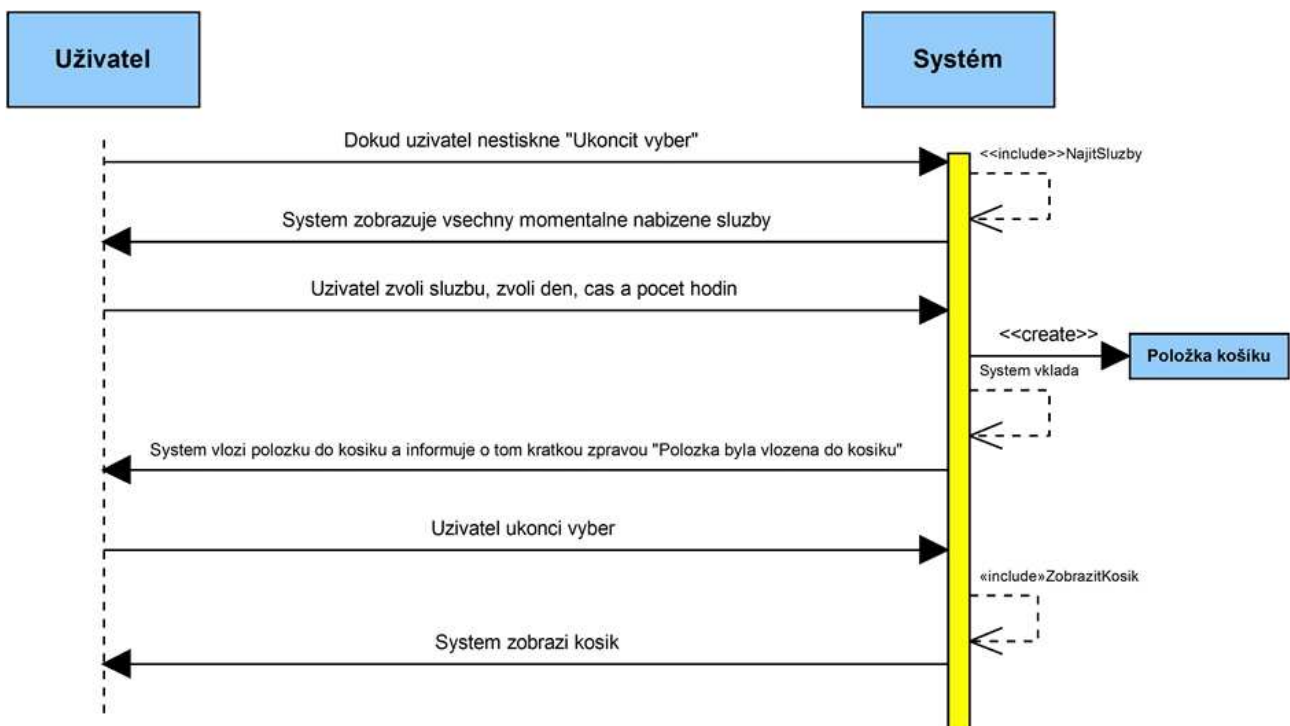 Uživatel
Systém
Dokud uzivatel nestiskne "Ukoncit vyber"
<<include>>NajitSluzby
System zobrazuje vsechny momentalne nabizene sluzby
Uzivatel zvoli sluzbu, zvoli den, cas a pocet hodin
<<create>>
Položka košíku
System vklada
System vlozi polozku do kosiku a informuje o tom kratkou zpravou "Polozka byla vlozena do kosiku"
Uzivatel ukonci vyber
«include»ZobrazitKosik
System zobrazi kosik